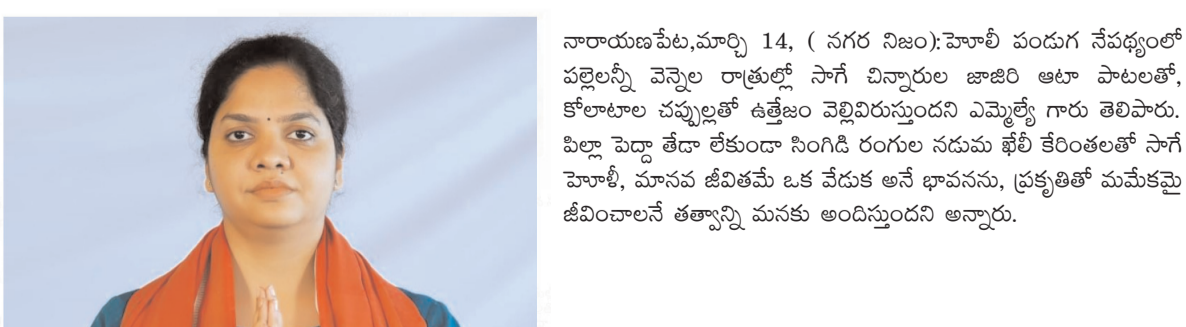 నారాయణపేట,మార్చి 14, ( నగర నిజం):హెూలీ పండుగ నేపథ్యంలో
పల్లెలన్నీ వెన్నెల రాత్రుల్లో సాగే చిన్నారుల జాజిరి ఆటా పాటలతో,
కోలాటాల చప్పుల్లతో ఉత్తేజం వెల్లివిరుస్తుందని ఎమ్మెల్యే గారు తెలిపారు.
పిల్లా పెద్దా తేడా లేకుండా సింగిడి రంగుల నడుమ ఖేలీ కేరింతలతో సాగే
హెూళీ, మానవ జీవితమే ఒక వేడుక అనే భావనను, ప్రకృతితో మమేకమై
జీవించాలనే తత్వాన్ని మనకు అందిస్తుందని అన్నారు.